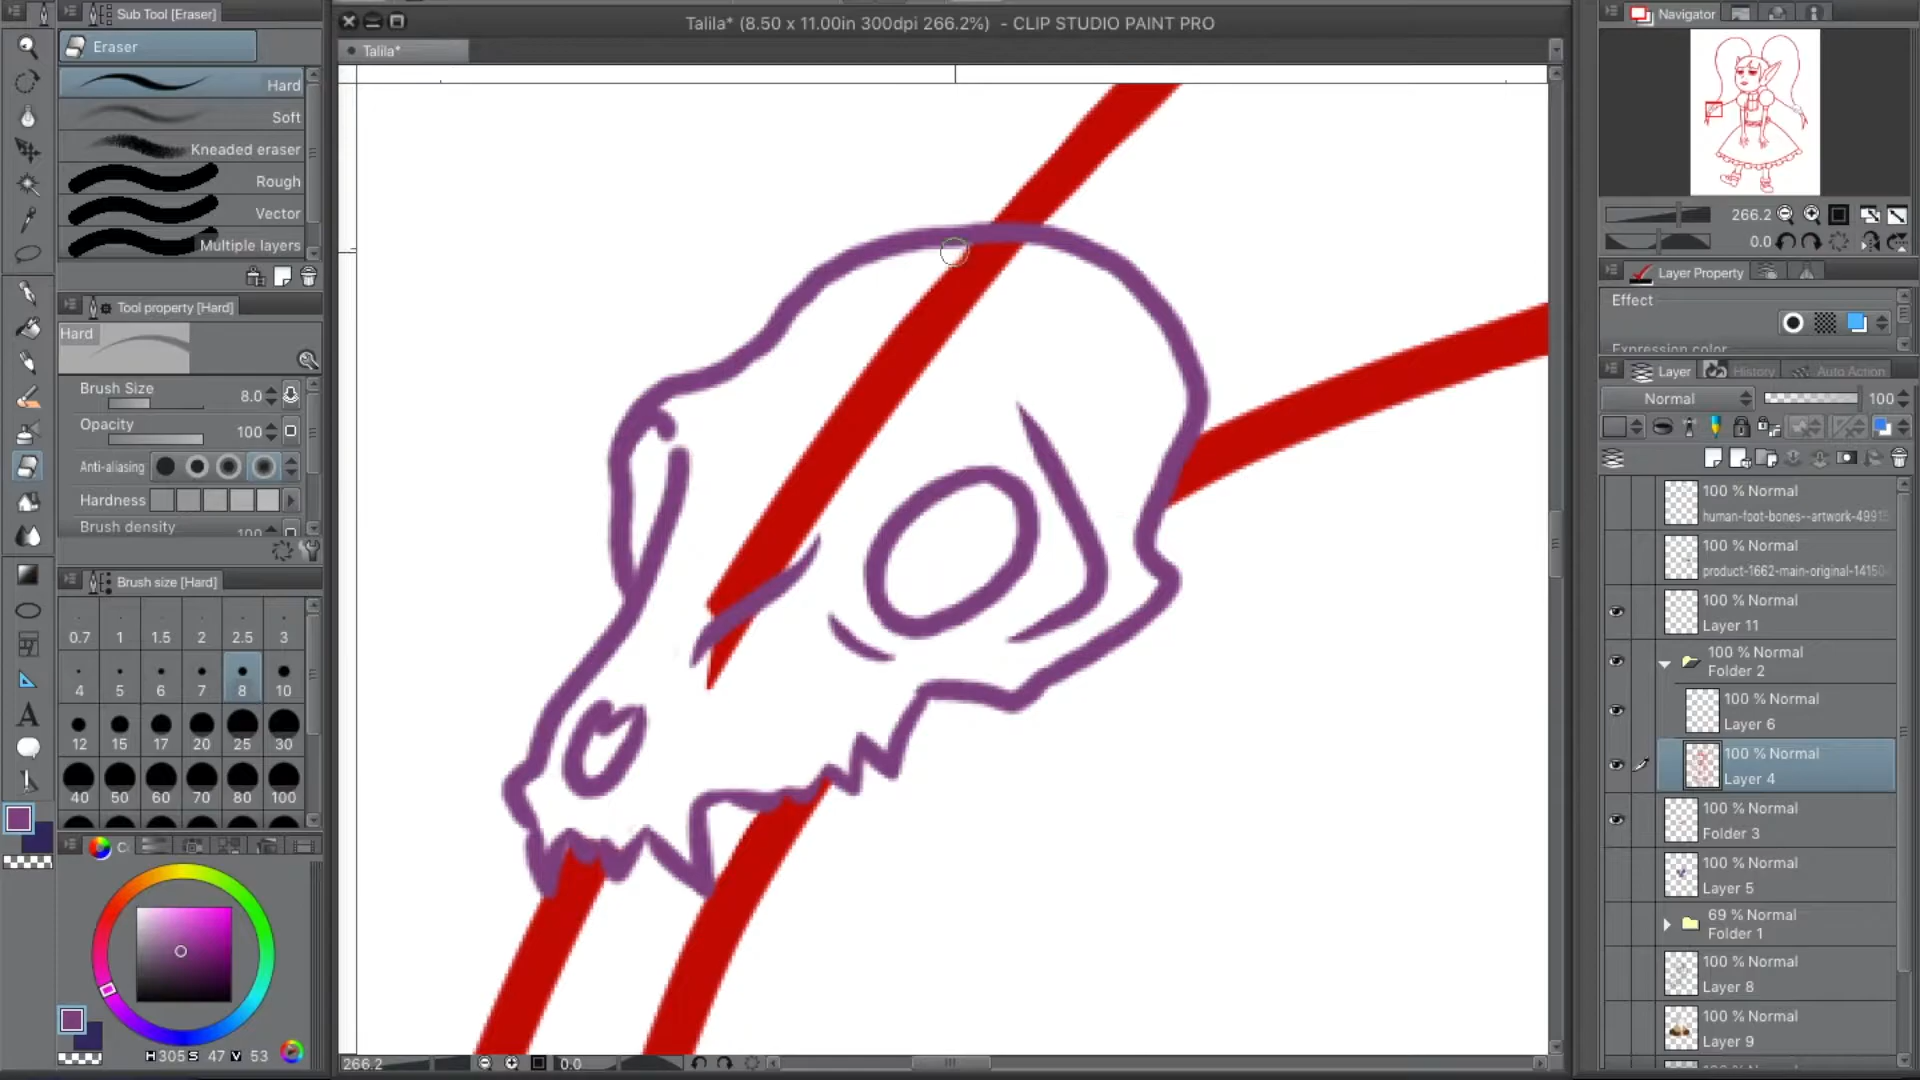 Sub Tool [Eraser]
Eraser
Hard
Soft
Kneaded eraser
Rough
Vector
Multiple layers
Tool property [Hard]
Hard
Brush Size 8.0
Opacity 100
Anti-aliasing
Hardness
Brush density 100
Brush size [Hard]
0.7 1 1.5 2 2.5 3
4 5 6 7 8 10
12 15 17 20 25 30
40 50 60 70 80 100
C
H 305 S 47 V 53
Talila* (8.50 x 11.00in 300dpi 266.2%) - CLIP STUDIO PAINT PRO
Talila*
266.2 0.0
Navigator
266.2
0.0
Layer Property
Effect
Expression color
Layer History Auto Action
Normal 100
100 % Normal
human-foot-bones--artwork-4991
100 % Normal
product-1662-main-original-14150
100 % Normal
Layer 11
100 % Normal
Folder 2
100 % Normal
Layer 6
100 % Normal
Layer 4
100 % Normal
Folder 3
100 % Normal
Layer 5
69 % Normal
Folder 1
100 % Normal
Layer 8
100 % Normal
Layer 9